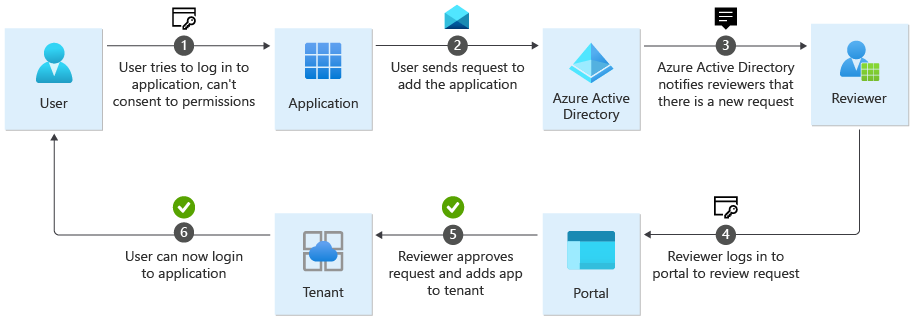 1
User tries to log in to
application, can't
consent to permissions
User
2
User sends request to
add the application
Application
3
Azure Active Directory
notifies reviewers that
there is a new request
Azure Active
Directory
Reviewer
4
Reviewer logs in to
portal to review request
Portal
5
Reviewer approves
request and adds app
to tenant
Tenant
6
User can now login
to application